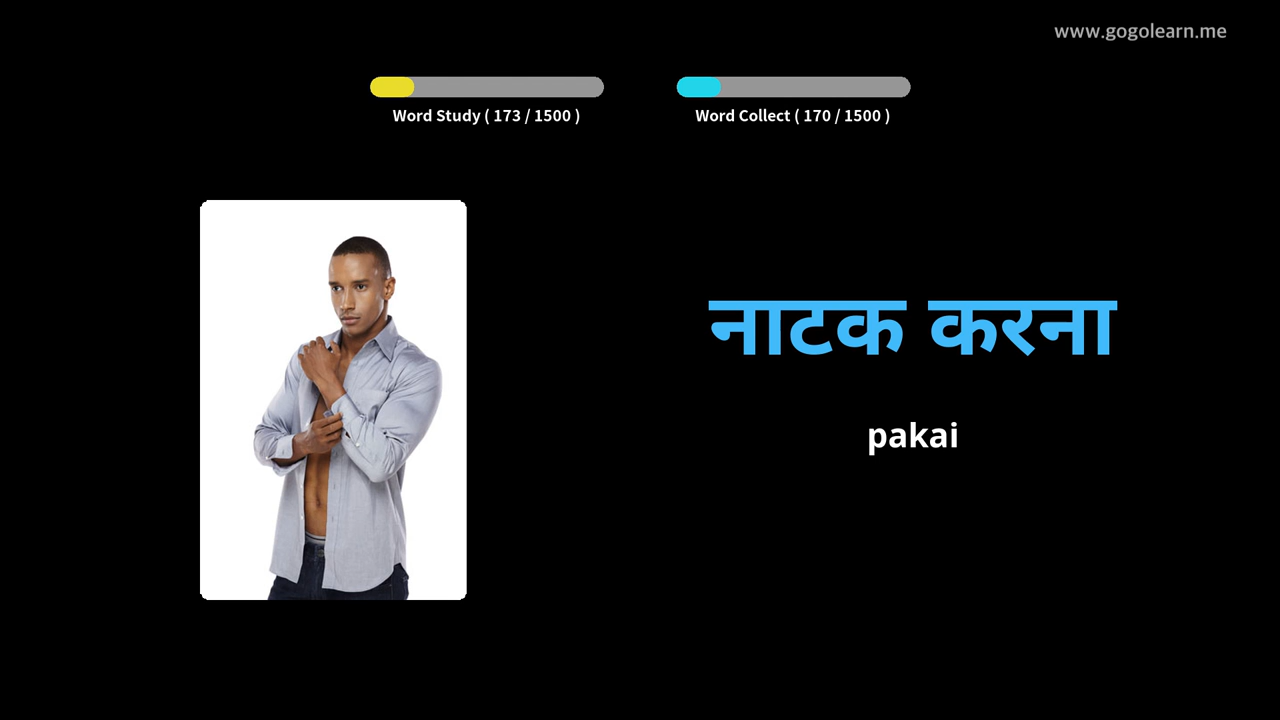 www.gogolearn.me
Word Study ( 173 / 1500 )
Word Collect ( 170 / 1500 )
नाटक करना
pakai